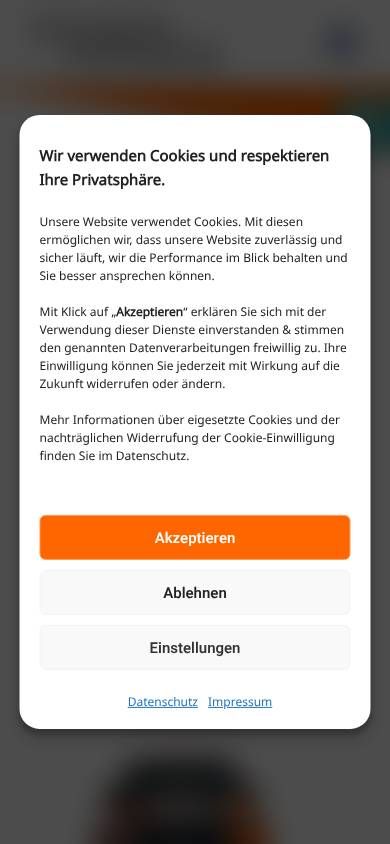 Wir verwenden Cookies und respektieren
Ihre Privatsphäre.
Unsere Website verwendet Cookies. Mit diesen
ermöglichen wir, dass unsere Website zuverlässig und
sicher läuft, wir die Performance im Blick behalten und
Sie besser ansprechen können.
Mit Klick auf „Akzeptieren“ erklären Sie sich mit der
Verwendung dieser Dienste einverstanden & stimmen
den genannten Datenverarbeitungen freiwillig zu. Ihre
Einwilligung können Sie jederzeit mit Wirkung auf die
Zukunft widerrufen oder ändern.
Mehr Informationen über eigesetzte Cookies und der
nachträglichen Widerrufung der Cookie-Einwilligung
finden Sie im Datenschutz.
Akzeptieren
Ablehnen
Einstellungen
Datenschutz Impressum